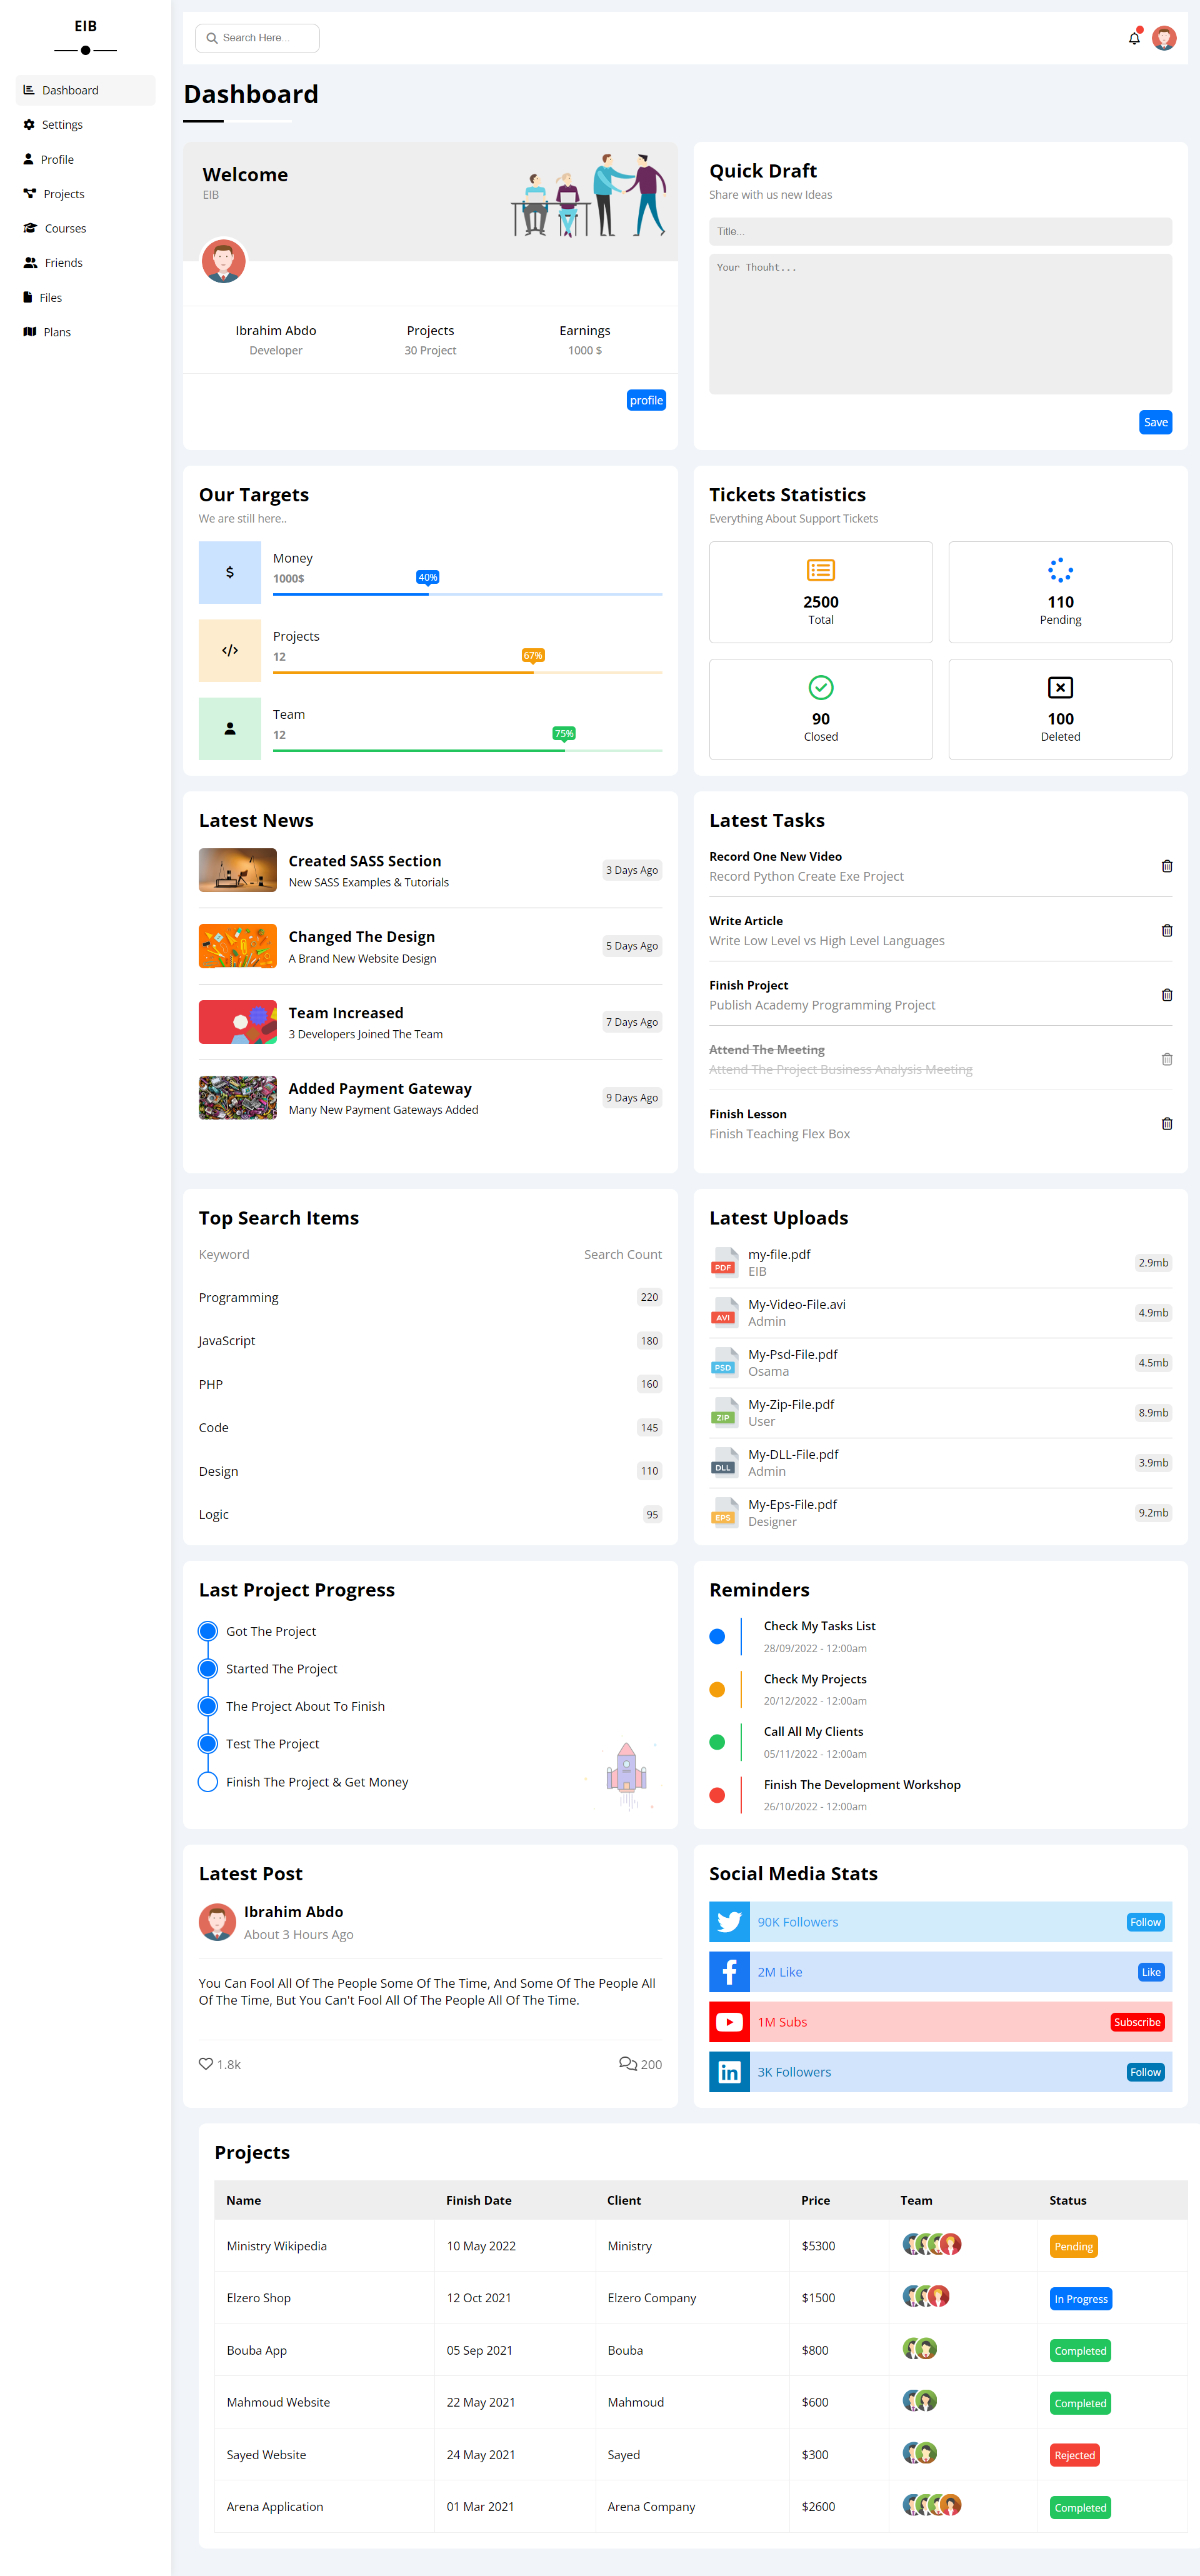 EIB
Dashboard
Settings
Profile
Projects
Courses
Friends
Files
Plans
Search Here...
Dashboard
Welcome
EIB
Ibrahim Abdo
Developer
Projects
30 Project
Earnings
1000 $
profile
Quick Draft
Share with us new Ideas
Title...
Your Thouht...
Save
Our Targets
We are still here..
$
Money
1000$
40%
</>
Projects
12
67%
Team
12
75%
Tickets Statistics
Everything About Support Tickets
2500
Total
110
Pending
90
Closed
100
Deleted
Latest News
Created SASS Section
New SASS Examples & Tutorials
3 Days Ago
Changed The Design
A Brand New Website Design
5 Days Ago
Team Increased
3 Developers Joined The Team
7 Days Ago
Added Payment Gateway
Many New Payment Gateways Added
9 Days Ago
Latest Tasks
Record One New Video
Record Python Create Exe Project
Write Article
Write Low Level vs High Level Languages
Finish Project
Publish Academy Programming Project
Attend The Meeting
Attend The Project Business Analysis Meeting
Finish Lesson
Finish Teaching Flex Box
Top Search Items
Keyword Search Count
Programming 220
JavaScript 180
PHP 160
Code 145
Design 110
Logic 95
Latest Uploads
PDF
my-file.pdf
EIB
2.9mb
AVI
My-Video-File.avi
Admin
4.9mb
PSD
My-Psd-File.pdf
Osama
4.5mb
ZIP
My-Zip-File.pdf
User
8.9mb
DLL
My-DLL-File.pdf
Admin
3.9mb
EPS
My-Eps-File.pdf
Designer
9.2mb
Last Project Progress
Got The Project
Started The Project
The Project About To Finish
Test The Project
Finish The Project & Get Money
Reminders
Check My Tasks List
28/09/2022 - 12:00am
Check My Projects
20/12/2022 - 12:00am
Call All My Clients
05/11/2022 - 12:00am
Finish The Development Workshop
26/10/2022 - 12:00am
Latest Post
Ibrahim Abdo
About 3 Hours Ago
You Can Fool All Of The People Some Of The Time, And Some Of The People All
Of The Time, But You Can't Fool All Of The People All Of The Time.
1.8k 200
Social Media Stats
90K Followers Follow
2M Like Like
1M Subs Subscribe
in 3K Followers Follow
Projects
Name Finish Date Client Price Team Status
Ministry Wikipedia 10 May 2022 Ministry $5300 Pending
Elzero Shop 12 Oct 2021 Elzero Company $1500 In Progress
Bouba App 05 Sep 2021 Bouba $800 Completed
Mahmoud Website 22 May 2021 Mahmoud $600 Completed
Sayed Website 24 May 2021 Sayed $300 Rejected
Arena Application 01 Mar 2021 Arena Company $2600 Completed